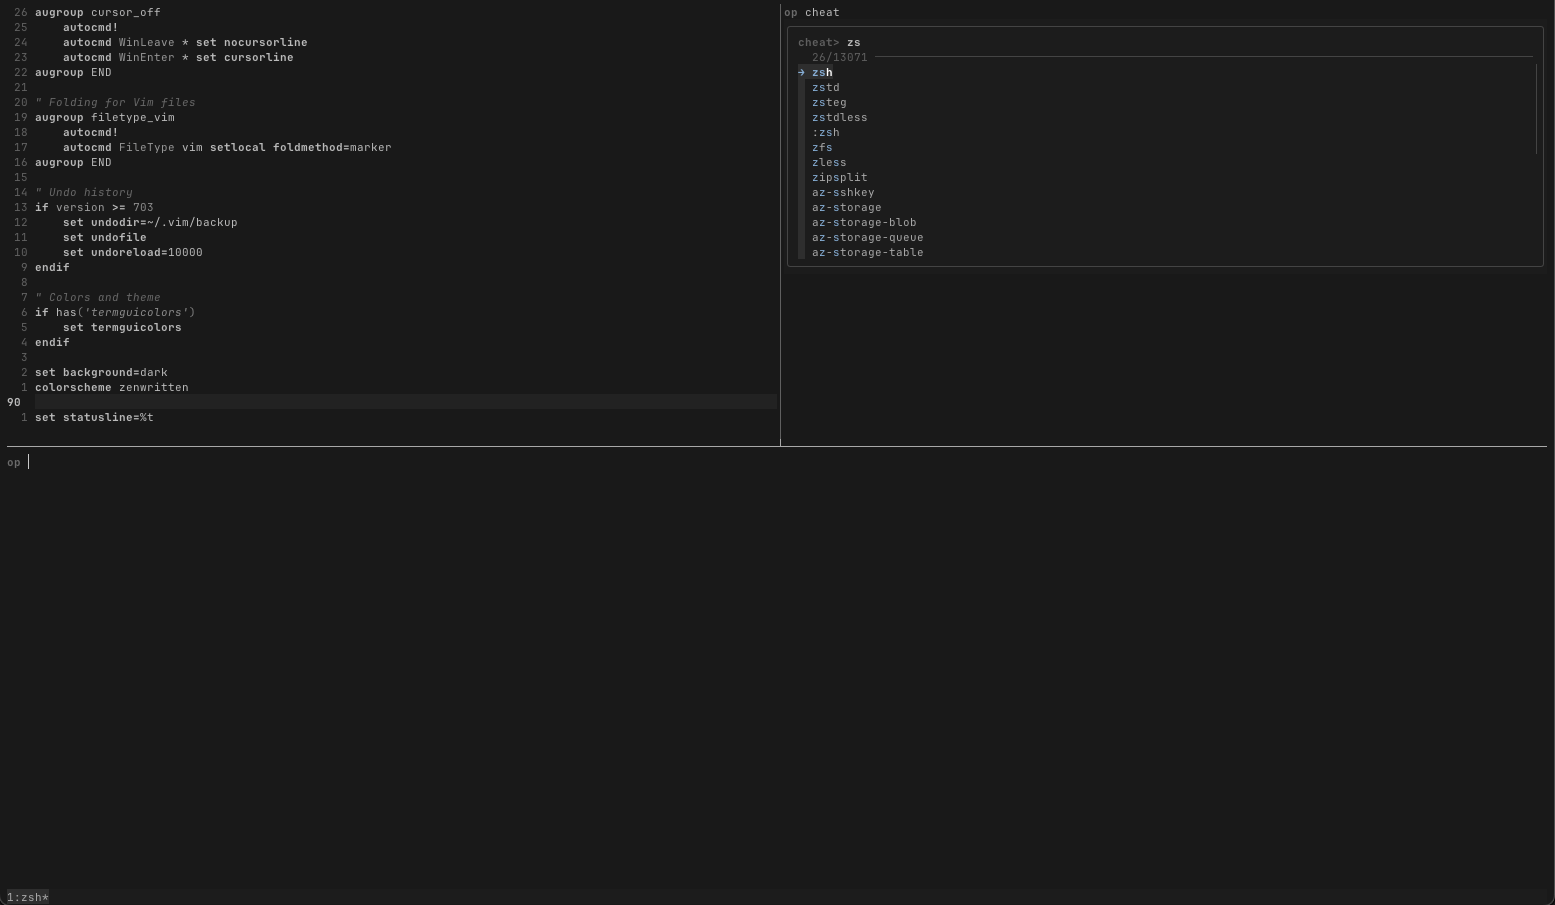 26 augroup cursor_off
25     autocmd!
24     autocmd WinLeave * set nocursorline
23     autocmd WinEnter * set cursorline
22 augroup END
21
20 " Folding for Vim files
19 augroup filetype_vim
18     autocmd!
17     autocmd FileType vim setlocal foldmethod=marker
16 augroup END
15
14 " Undo history
13 if version >= 703
12     set undodir=~/.vim/backup
11     set undofile
10     set undoreload=10000
9 endif
8
7 " Colors and theme
6 if has('termguicolors')
5     set termguicolors
4 endif
3
2 set background=dark
1 colorscheme zenwritten
90
1 set statusline=%t
op cheat
cheat> zs
26/13071
→ zsh
zstd
zsteg
zstdless
:zsh
zfs
zless
zipsplit
az-sshkey
az-storage
az-storage-blob
az-storage-queue
az-storage-table
op
1:zsh*